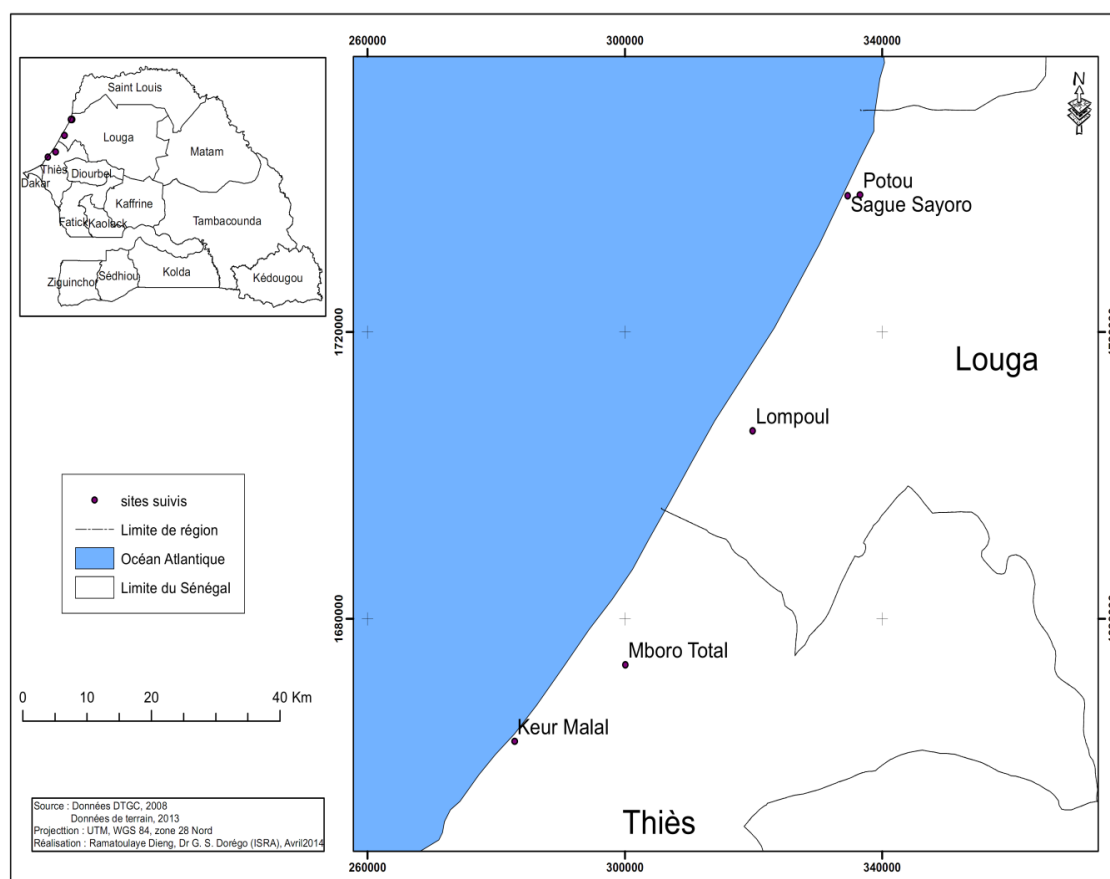 260000
300000
340000
N
Saint Louis
Louga
Matam
Thiès
Dakar
Diourbel
Kaffrine
Fatick
Kaolack
Tambacounda
Ziguinchor
Sédhiou
Kolda
Kédougou
Potou
Sague Sayoro
1720000
Louga
Lompoul
sites suivis
Limite de région
Océan Atlantique
Limite du Sénégal
1680000
Mboro Total
0 10 20 40 Km
Keur Malal
Thiès
Source : Données DTGC, 2008
Données de terrain, 2013
Projecttion : UTM, WGS 84, zone 28 Nord
Réalisation : Ramatoulaye Dieng, Dr G. S. Dorégo (ISRA), Avril2014
260000
300000
340000